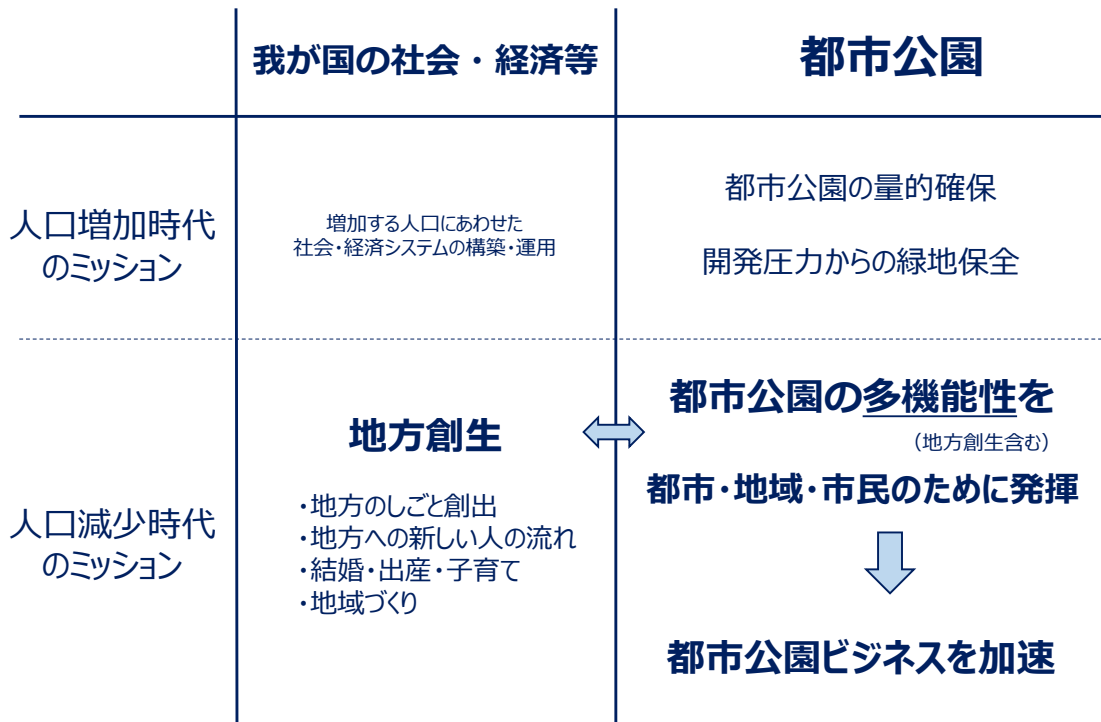 我が国の社会・経済等
都市公園
人口増加時代
のミッション
増加する人口にあわせた
社会・経済システムの構築・運用
都市公園の量的確保
開発圧力からの緑地保全
人口減少時代
のミッション
地方創生
・地方のしごと創出
・地方への新しい人の流れ
・結婚・出産・子育て
・地域づくり
都市公園の多機能性を
（地方創生含む）
都市・地域・市民のために発揮
都市公園ビジネスを加速